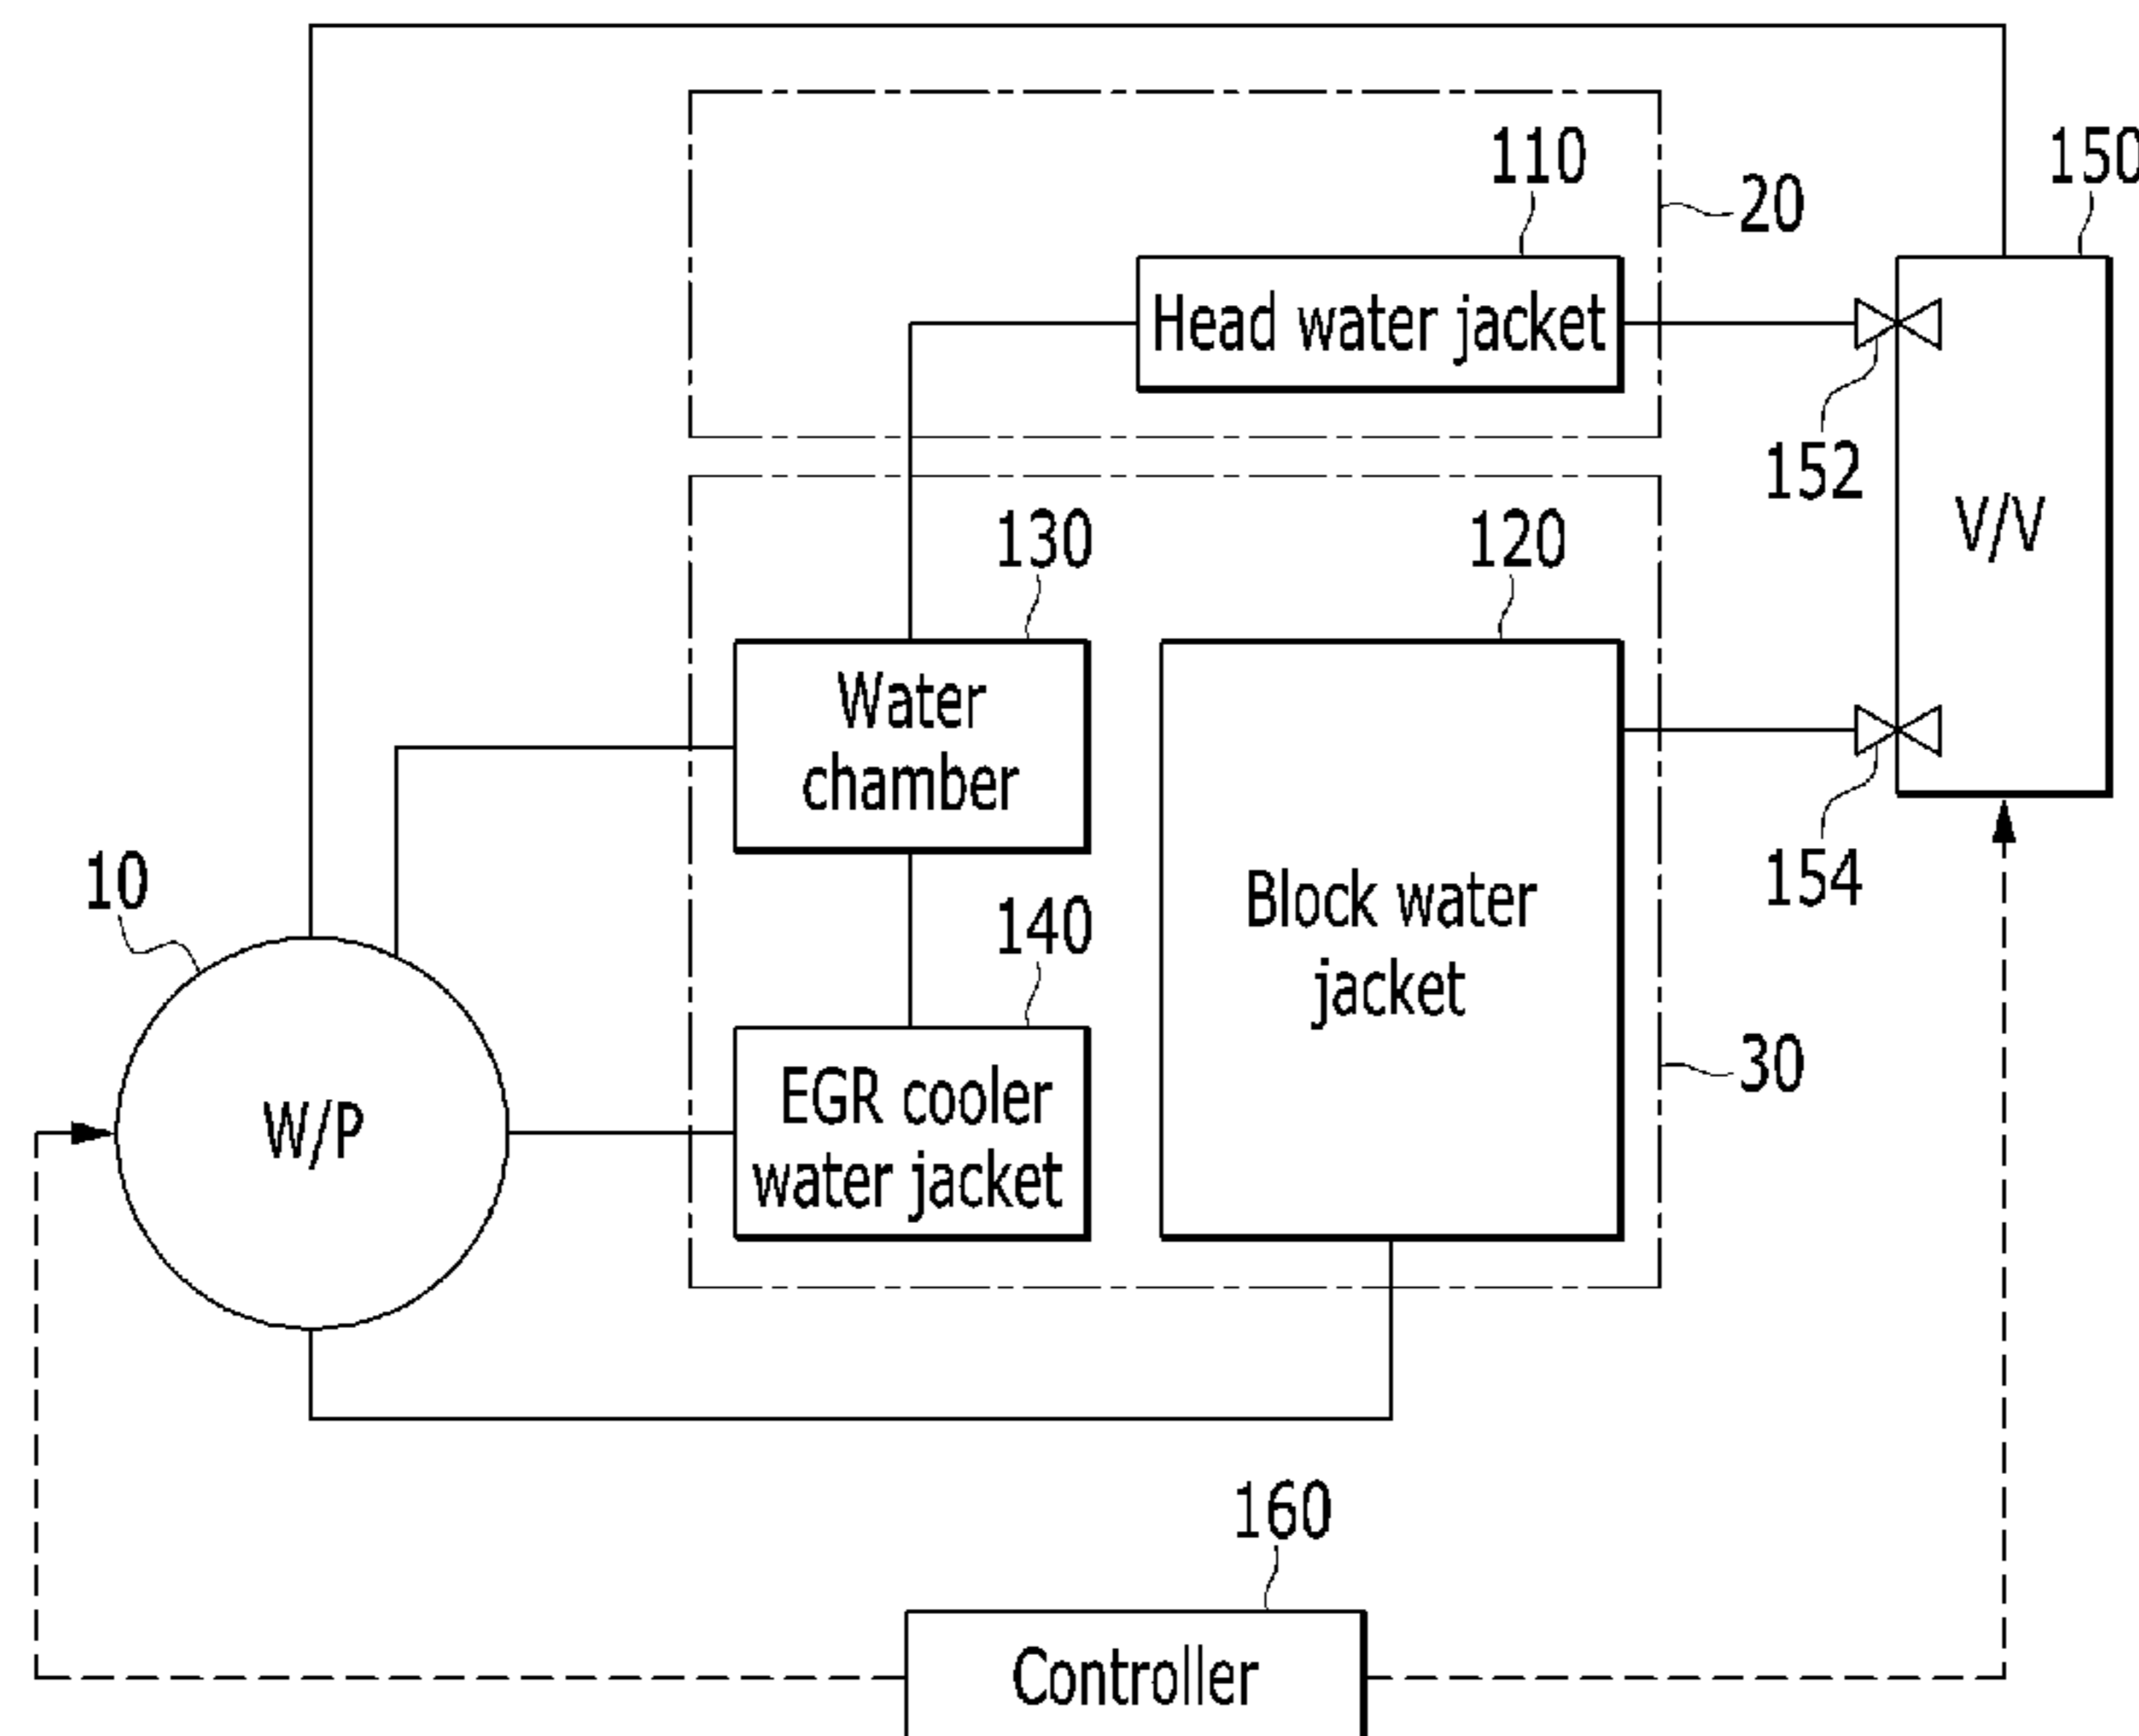 110
20
150
Head water jacket
152
130
120
V/V
Water
chamber
154
10
140
Block water
jacket
EGR cooler
water jacket
30
W/P
160
Controller